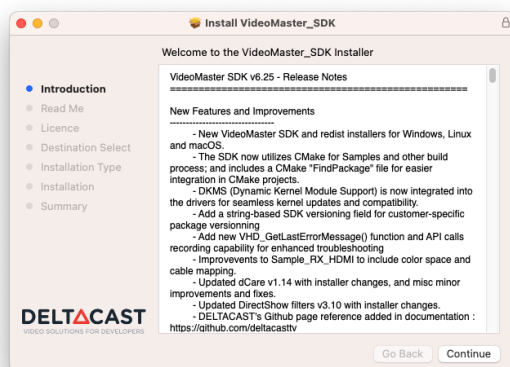 Install VideoMaster_SDK
Welcome to the VideoMaster_SDK Installer
Introduction
Read Me
Licence
Destination Select
Installation Type
Installation
Summary
VideoMaster SDK v6.25 - Release Notes
=====================================================
New Features and Improvements
---------------------------------
- New VideoMaster SDK and redist installers for Windows, Linux
and macOS.
- The SDK now utilizes CMake for Samples and other build
process; and includes a CMake "FindPackage" file for easier
integration in CMake projects.
- DKMS (Dynamic Kernel Module Support) is now integrated into
the drivers for seamless kernel updates and compatibility.
- Add a string-based SDK versioning field for customer-specific
package versionning
- Add new VHD_GetLastErrorMessage() function and API calls
recording capability for enhanced troubleshooting
- Improvevents to Sample_RX_HDMI to include color space and
cable mapping.
- Updated dCare v1.14 with installer changes, and misc minor
improvements and fixes.
- Updated DirectShow filters v3.10 with installer changes.
- DELTACAST's Github page reference added in documentation :
https://github.com/deltacasttv
DELTACAST
VIDEO SOLUTIONS FOR DEVELOPERS
Go Back
Continue